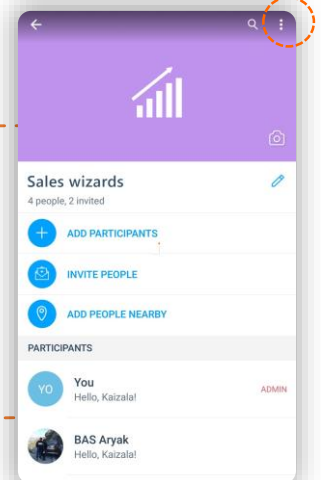 Sales wizards
4 people, 2 invited
ADD PARTICIPANTS
INVITE PEOPLE
ADD PEOPLE NEARBY
PARTICIPANTS
YO
You
Hello, Kaizala!
ADMIN
BAS Aryak
Hello, Kaizala!